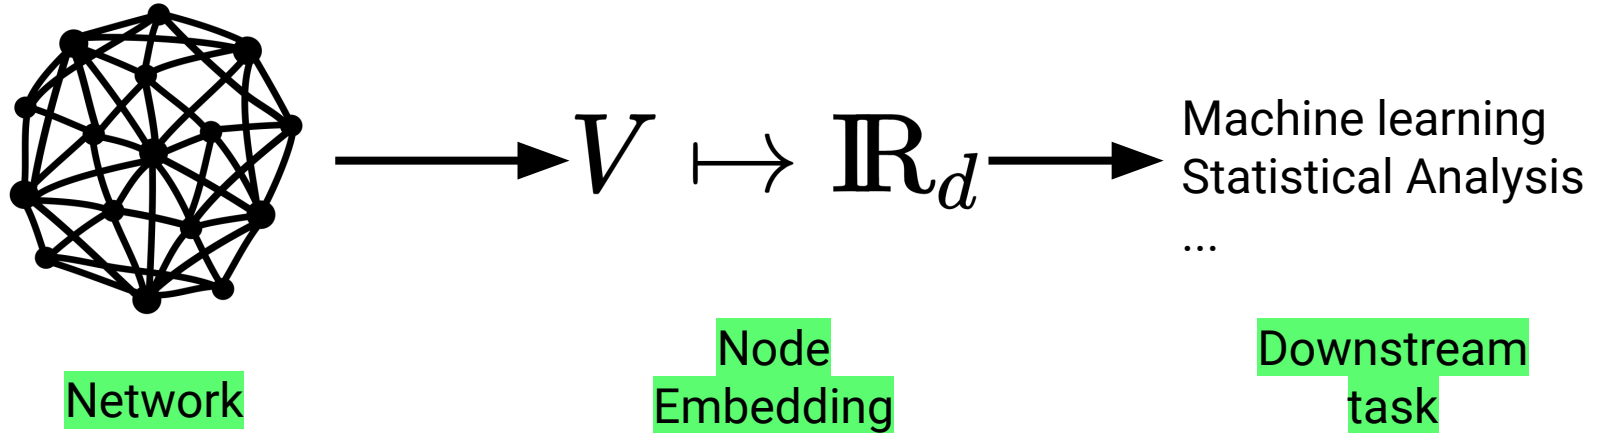 V ↦ ℝ_d
Machine learning
Statistical Analysis
...
Network
Node
Embedding
Downstream
task